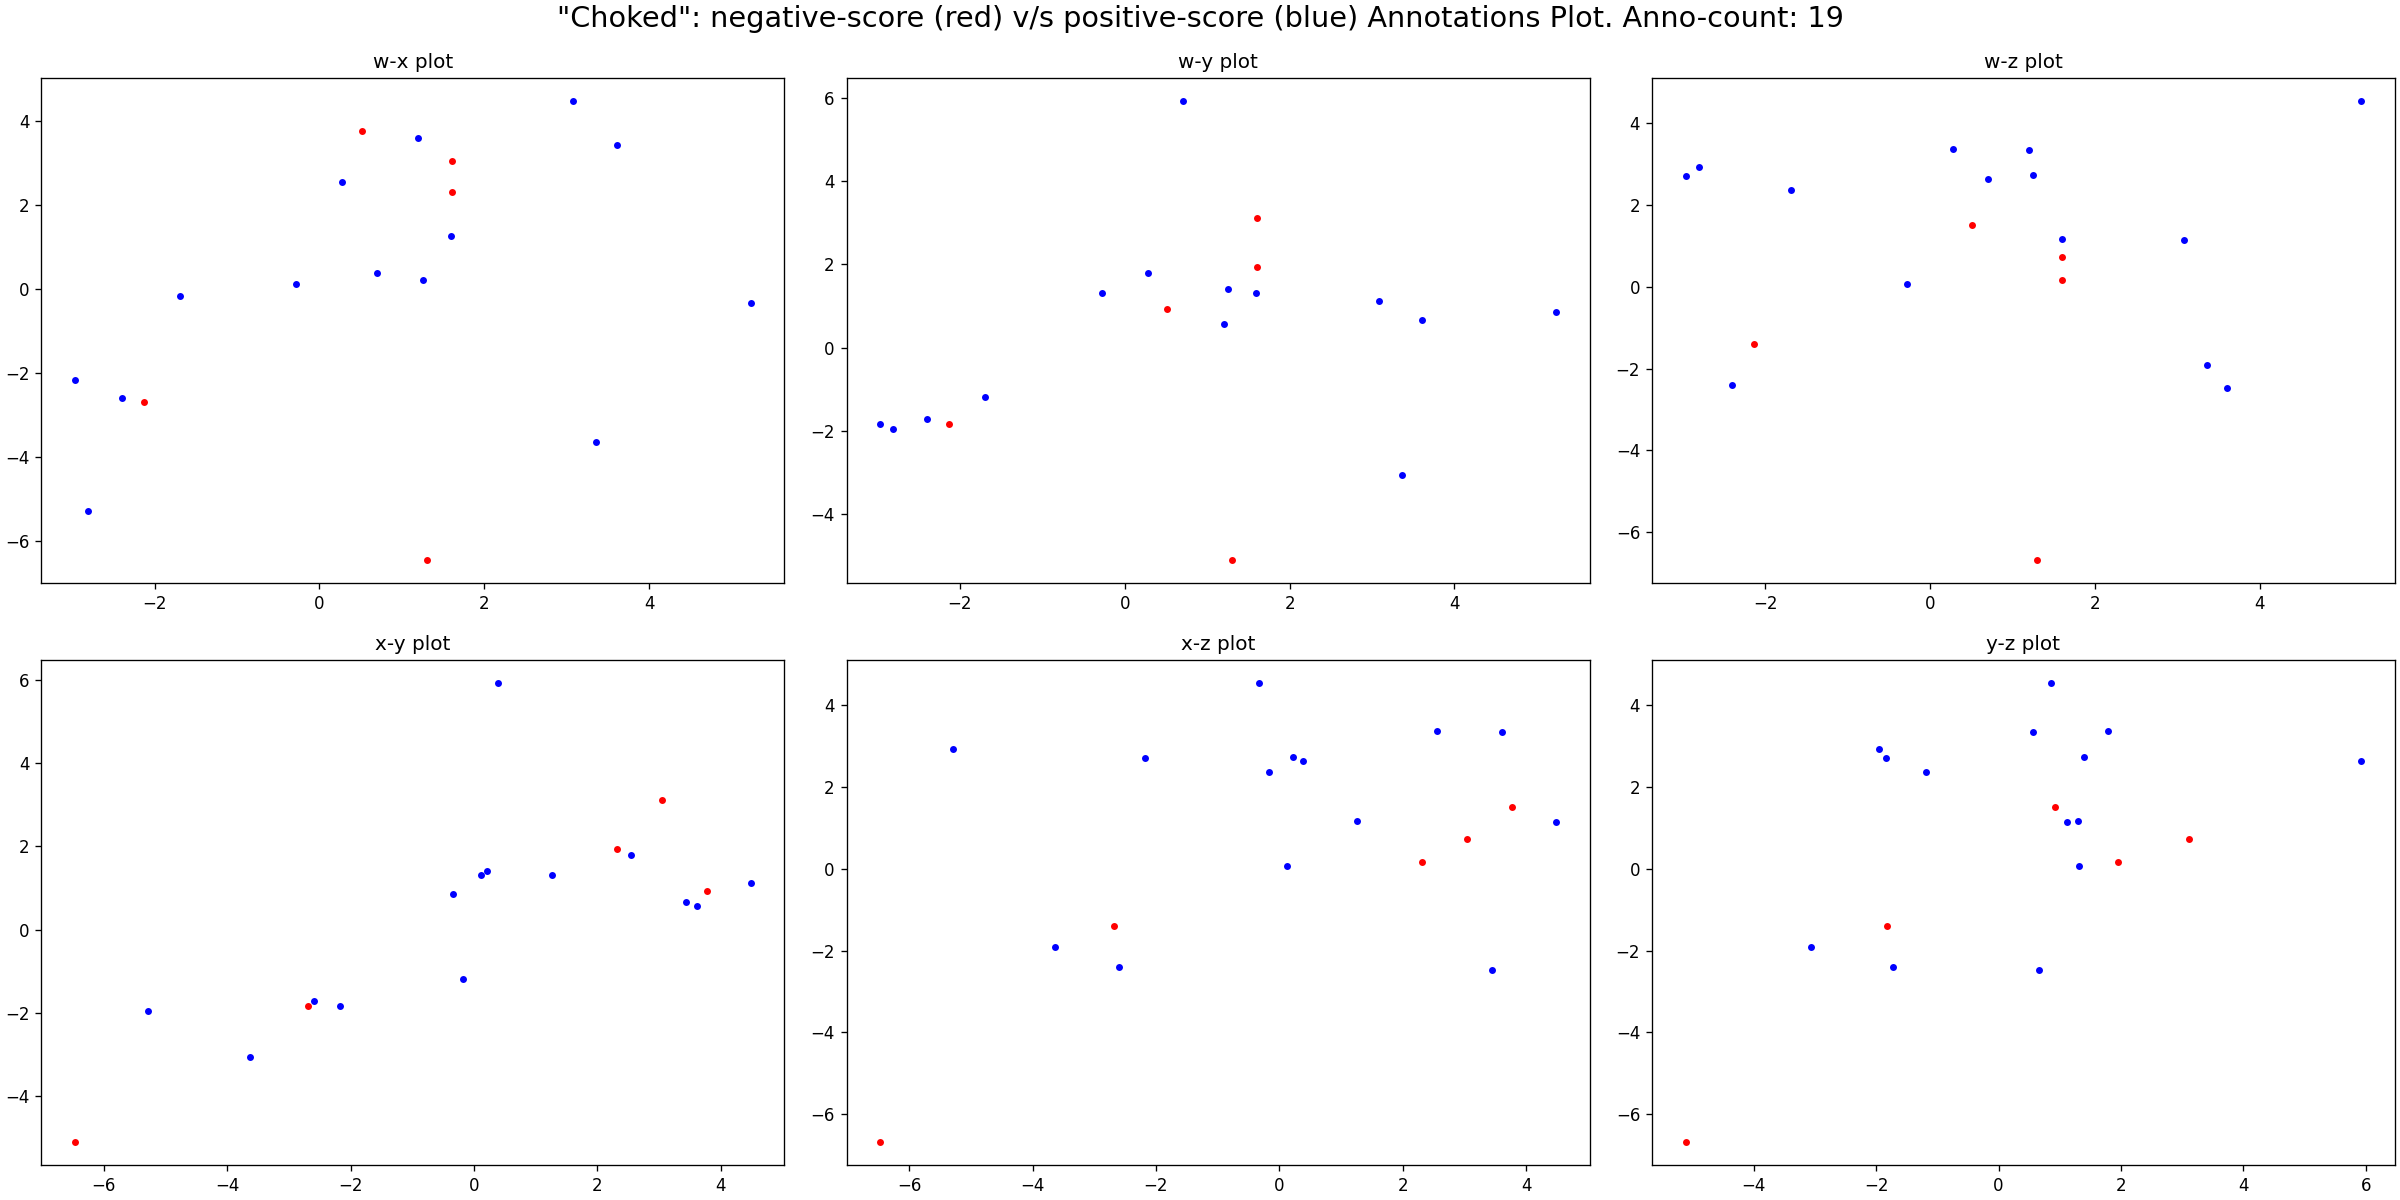 "Choked": negative-score (red) v/s positive-score (blue) Annotations Plot. Anno-count: 19
w-x plot
4
2
0
−2
−4
−6
−2 0 2 4
w-y plot
6
4
2
0
−2
−4
−2 0 2 4
w-z plot
4
2
0
−2
−4
−6
−2 0 2 4
x-y plot
6
4
2
0
−2
−4
−6 −4 −2 0 2 4
x-z plot
4
2
0
−2
−4
−6
−6 −4 −2 0 2 4
y-z plot
4
2
0
−2
−4
−6
−4 −2 0 2 4 6